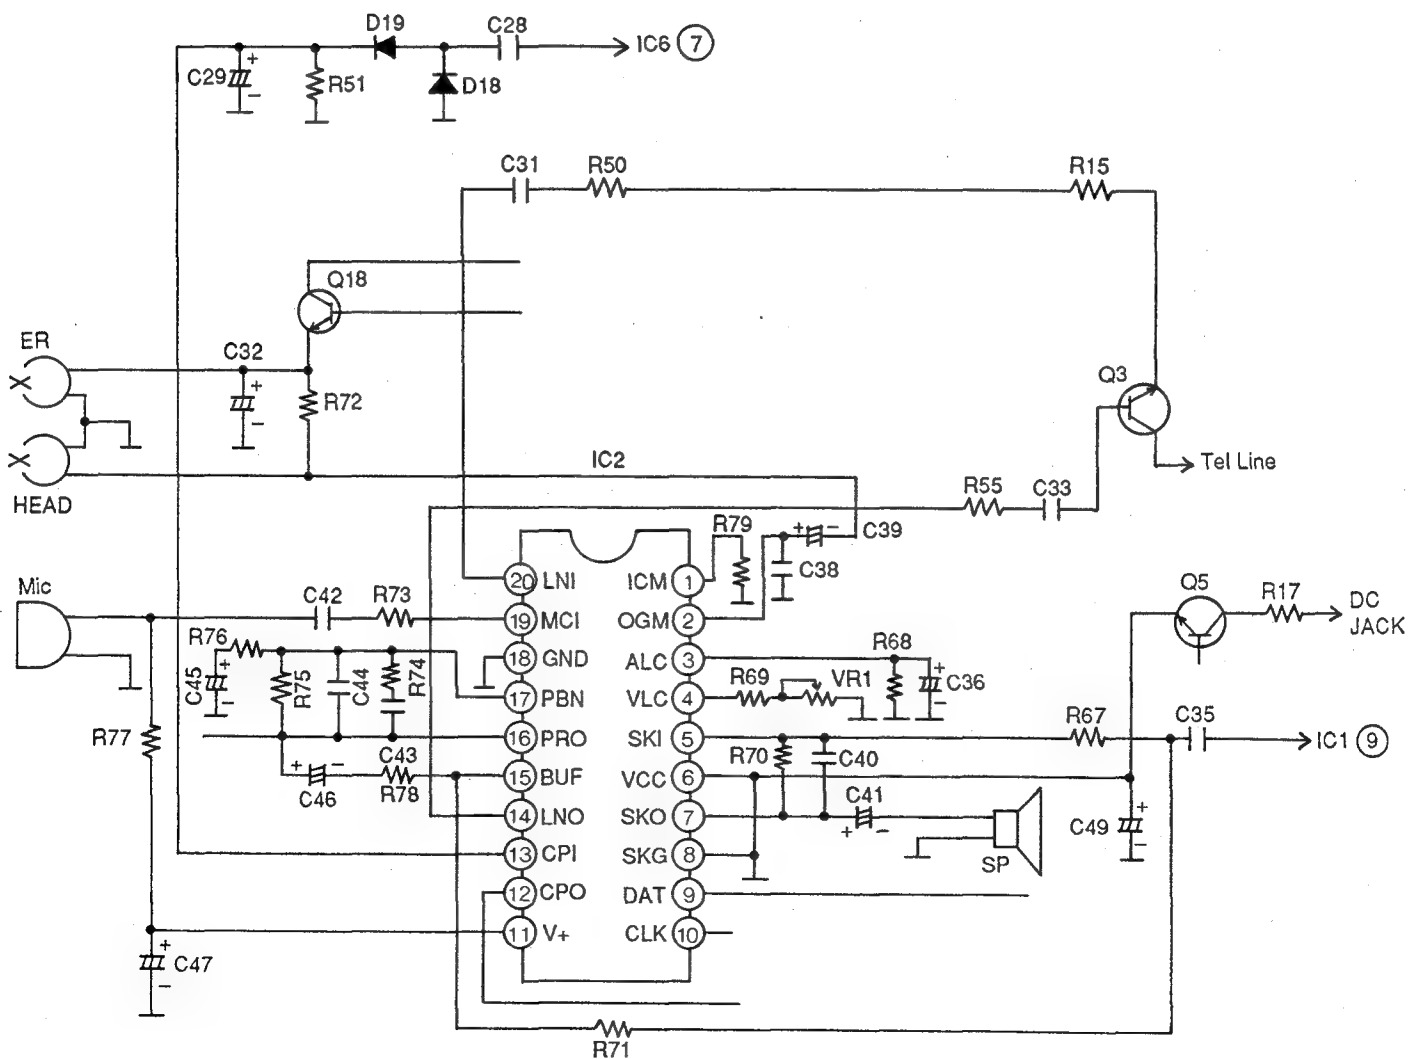 D19
C28
IC6 7
C29
+
-
R51
D18
C31
R50
R15
Q18
ER
C32
+
-
R72
Q3
Tel Line
IC2
HEAD
R55
C33
R79
+ -
C39
C38
Mic
C42
R73
20 LNI
ICM 1
Q5
R17
DC
JACK
19 MCI
OGM 2
R76
R68
18 GND
ALC 3
C45
+
-
R75
C44
R74
R69
VR1
+
C36
-
17 PBN
VLC 4
R77
16 PRO
SKI 5
R67
C35
IC1 9
C43
R70
C40
+ -
C46
R78
15 BUF
VCC 6
C41
+ -
14 LNO
SKO 7
C49
+
-
13 CPI
SKG 8
SP
12 CPO
DAT 9
11 V+
CLK 10
+
C47
-
R71